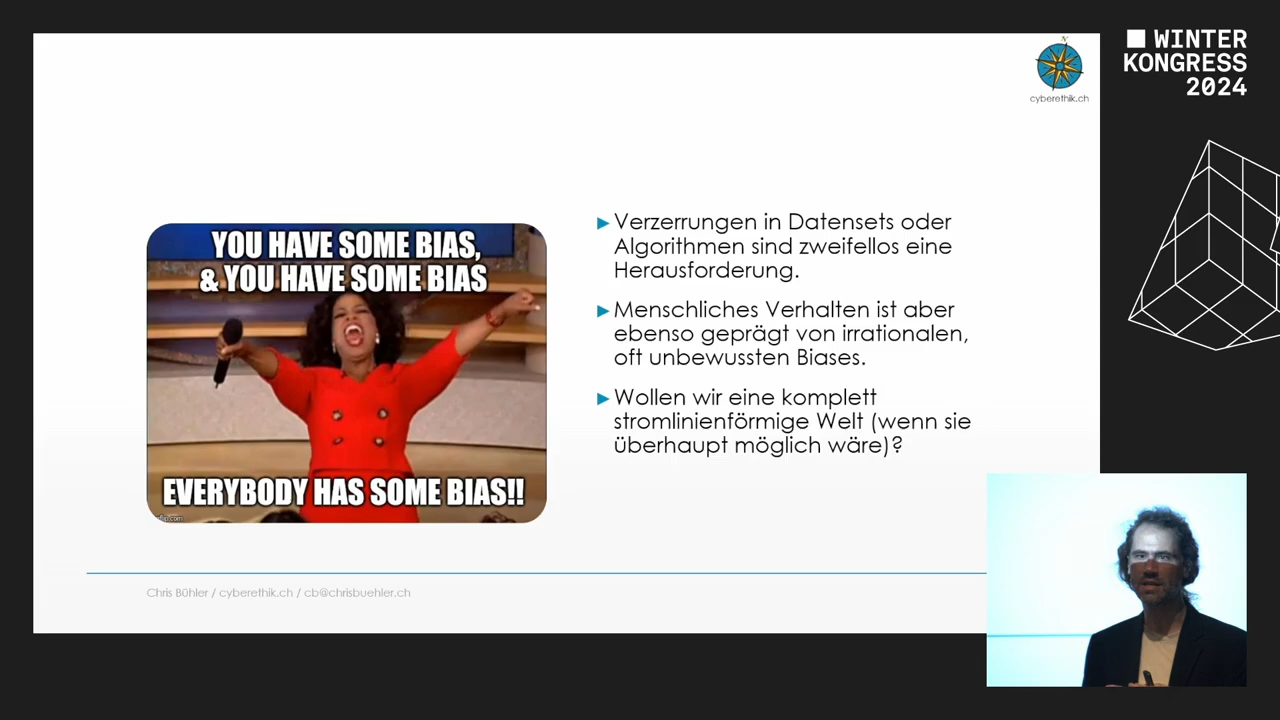 WINTER
KONGRESS
2024
N
cyberethik.ch
YOU HAVE SOME BIAS,
& YOU HAVE SOME BIAS
EVERYBODY HAS SOME BIAS!!
► Verzerrungen in Datensets oder
Algorithmen sind zweifellos eine
Herausforderung.
► Menschliches Verhalten ist aber
ebenso geprägt von irrationalen,
oft unbewussten Biases.
► Wollen wir eine komplett
stromlinienförmige Welt (wenn sie
überhaupt möglich wäre)?
Chris Bühler / cyberethik.ch / cb@chrisbuehler.ch